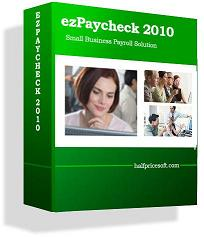 EZPAYCHECK 2010
ezPaycheck 2010
Small Business Payroll Solution
halfpricesoft.com